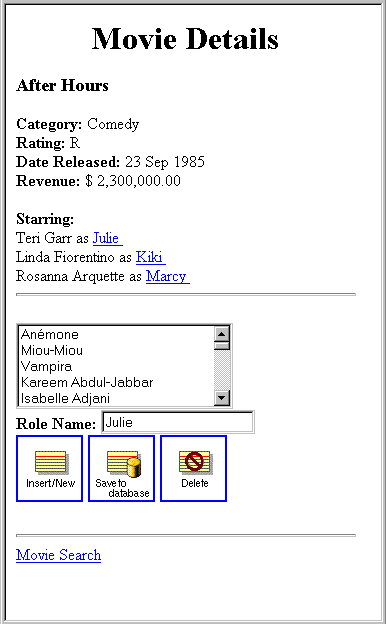 Movie Details
After Hours
Category: Comedy
Rating: R
Date Released: 23 Sep 1985
Revenue: $ 2,300,000.00
Starring:
Teri Garr as Julie
Linda Fiorentino as Kiki
Rosanna Arquette as Marcy
Anémone
Miou-Miou
Vampira
Kareem Abdul-Jabbar
Isabelle Adjani
Role Name: Julie
Insert/New
Save to
database
Delete
Movie Search